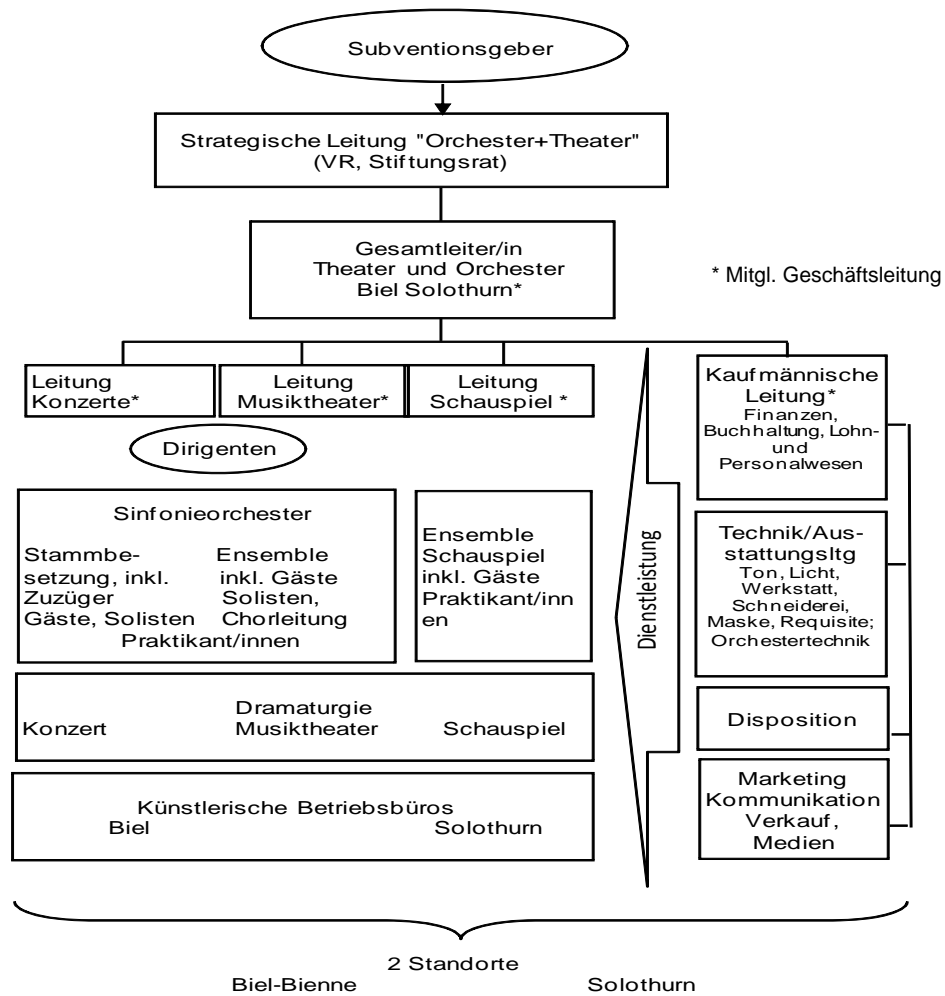 Subventionsgeber
Strategische Leitung "Orchester+Theater"
(VR, Stiftungsrat)
Gesamtleiter/in
Theater und Orchester
Biel Solothurn*
* Mitgl. Geschäftsleitung
Leitung
Konzerte*
Leitung
Musiktheater*
Leitung
Schauspiel *
Kaufmännische
Leitung*
Finanzen,
Buchhaltung, Lohn-
und
Personalwesen
Dirigenten
Sinfonieorchester
Stammbe-
setzung, inkl.
Zuzüger
Gäste, Solisten
Ensemble
inkl. Gäste
Solisten,
Chorleitung
Praktikant/innen
Ensemble
Schauspiel
inkl. Gäste
Praktikant/inn
en
Dienstleistung
Technik/Aus-
stattungsltg
Ton, Licht,
Werkstatt,
Schneiderei,
Maske, Requisite;
Orchestertechnik
Dramaturgie
Konzert Musiktheater Schauspiel
Disposition
Künstlerische Betriebsbüros
Biel Solothurn
Marketing
Kommunikation
Verkauf,
Medien
2 Standorte
Biel-Bienne Solothurn